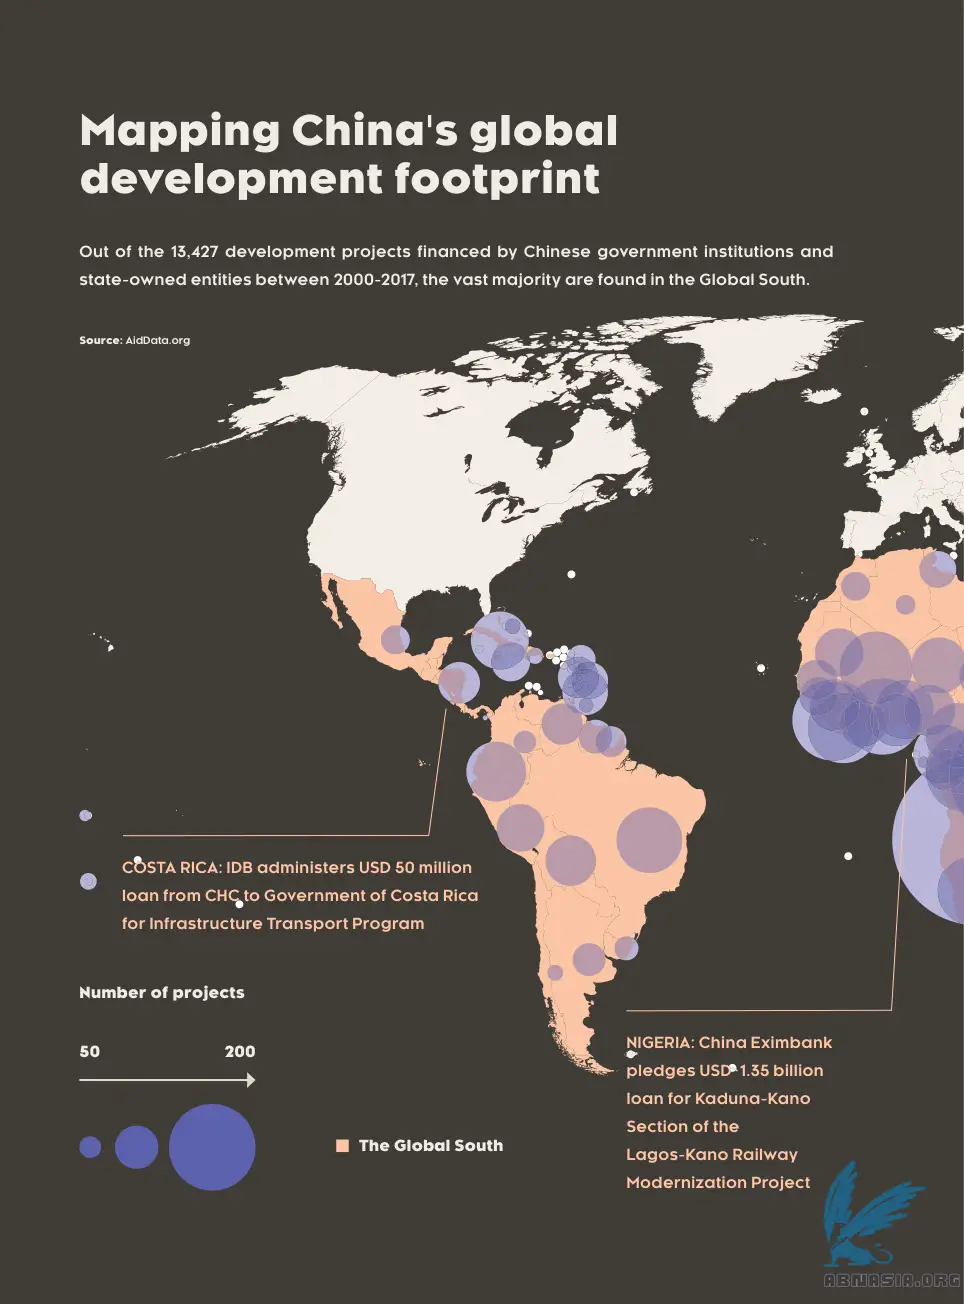 Mapping China's global
development footprint
Out of the 13,427 development projects financed by Chinese government institutions and
state-owned entities between 2000-2017, the vast majority are found in the Global South.
Source: AidData.org
COSTA RICA: IDB administers USD 50 million
loan from CHC to Government of Costa Rica
for Infrastructure Transport Program
Number of projects
50 200
The Global South
NIGERIA: China Eximbank
pledges USD 1.35 billion
loan for Kaduna-Kano
Section of the
Lagos-Kano Railway
Modernization Project
ABNASIA.ORG